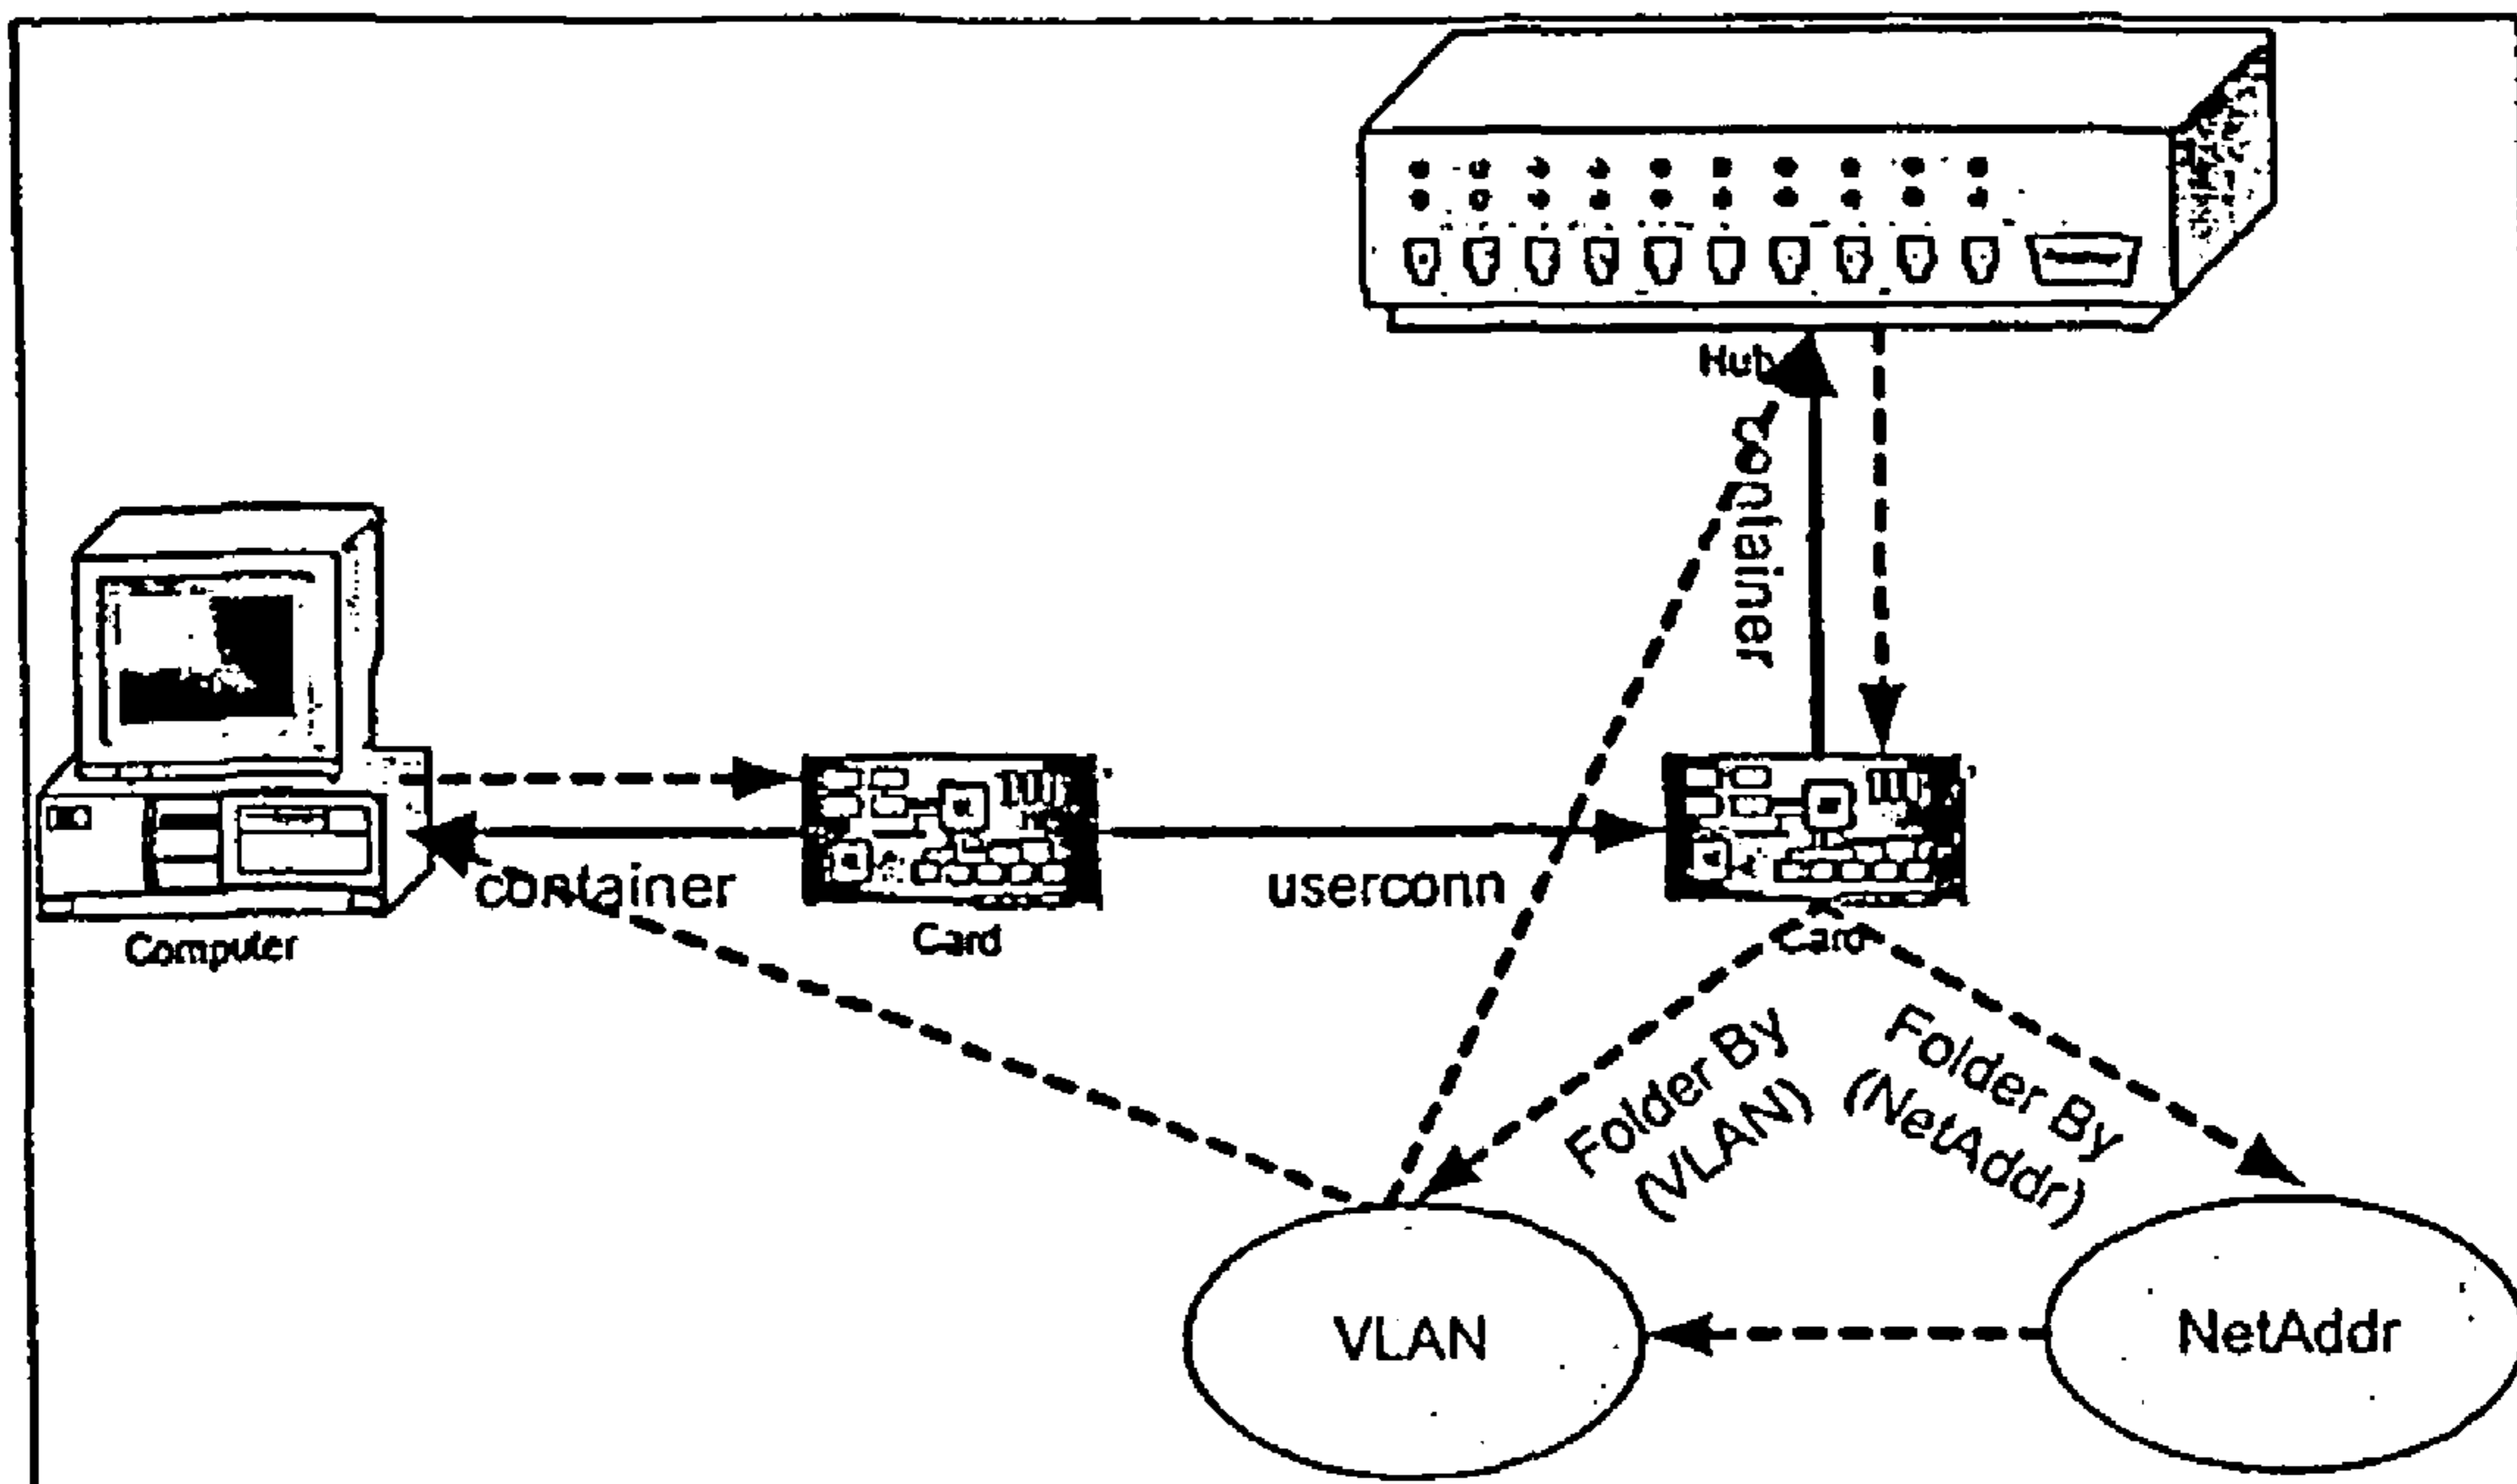 Hub
container
container
userconn
Computer
Card
Card
Folder By
(VLAN)
Folder By
(NetAddr)
VLAN
NetAddr